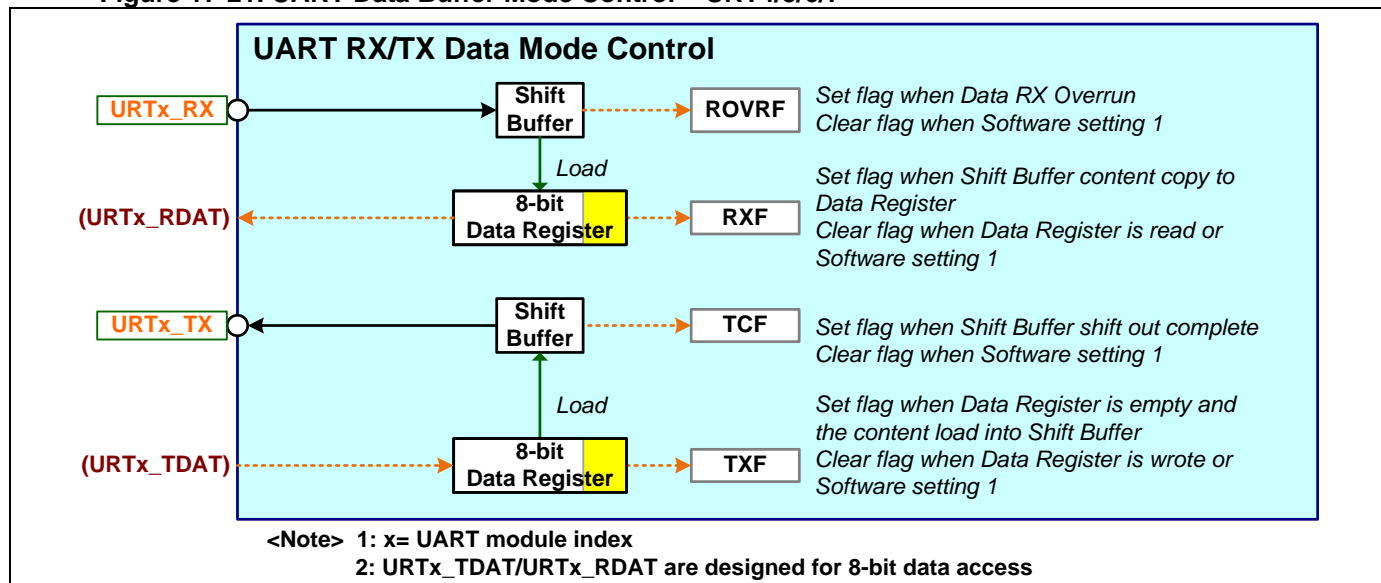 UART RX/TX Data Mode Control
URTx_RX
Shift
Buffer
ROVRF
Set flag when Data RX Overrun
Clear flag when Software setting 1
Load
(URTx_RDAT)
8-bit
Data Register
RXF
Set flag when Shift Buffer content copy to
Data Register
Clear flag when Data Register is read or
Software setting 1
URTx_TX
Shift
Buffer
TCF
Set flag when Shift Buffer shift out complete
Clear flag when Software setting 1
Load
(URTx_TDAT)
8-bit
Data Register
TXF
Set flag when Data Register is empty and
the content load into Shift Buffer
Clear flag when Data Register is wrote or
Software setting 1
<Note> 1: x= UART module index
2: URTx_TDAT/URTx_RDAT are designed for 8-bit data access